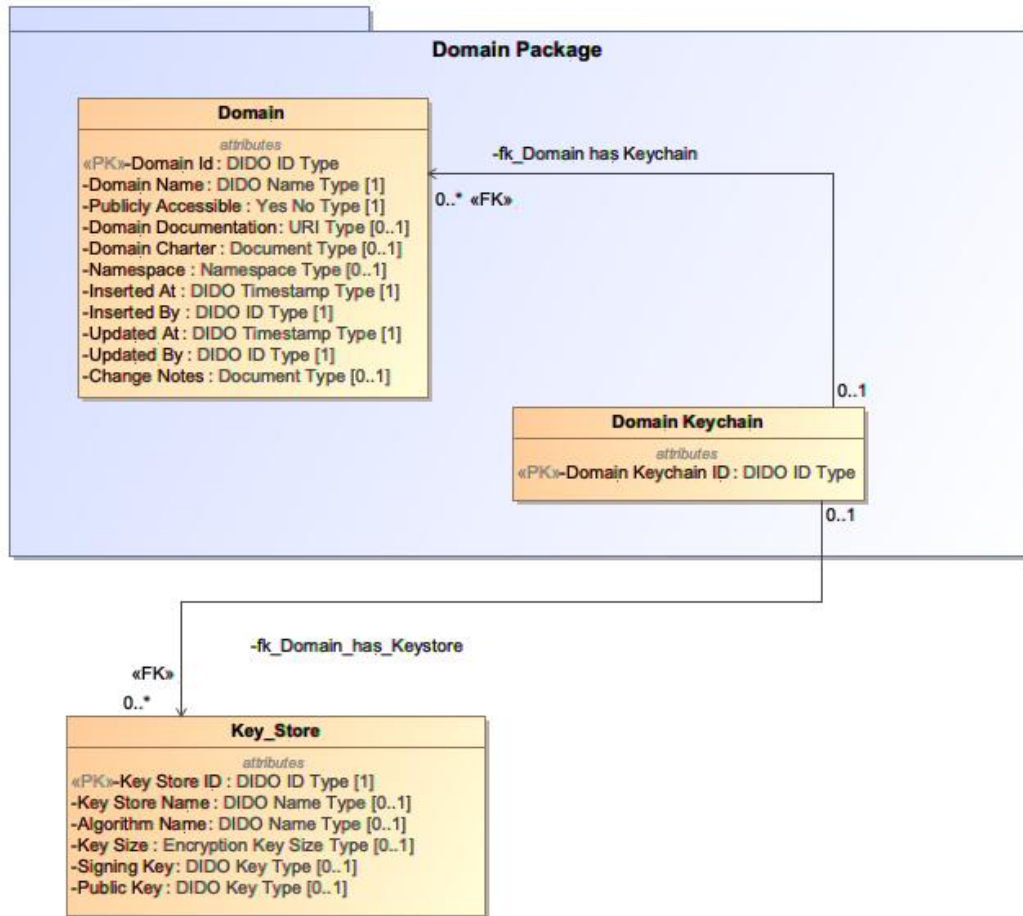 Domain Package
Domain
attributes
«PK»-Domain Id : DIDO ID Type
-Domain Name : DIDO Name Type [1]
-Publicly Accessible : Yes No Type [1]
-Domain Documentation: URI Type [0..1]
-Domain Charter : Document Type [0..1]
-Namespace : Namespace Type [0..1]
-Inserted At : DIDO Timestamp Type [1]
-Inserted By : DIDO ID Type [1]
-Updated At : DIDO Timestamp Type [1]
-Updated By : DIDO ID Type [1]
-Change Notes : Document Type [0..1]
-fk_Domain has Keychain
0..* «FK»
0..1
Domain Keychain
attributes
«PK»-Domain Keychain ID : DIDO ID Type
0..1
-fk_Domain_has_Keystore
«FK»
0..*
Key_Store
attributes
«PK»-Key Store ID : DIDO ID Type [1]
-Key Store Name : DIDO Name Type [0..1]
-Algorithm Name : DIDO Name Type [0..1]
-Key Size : Encryption Key Size Type [0..1]
-Signing Key : DIDO Key Type [0..1]
-Public Key : DIDO Key Type [0..1]